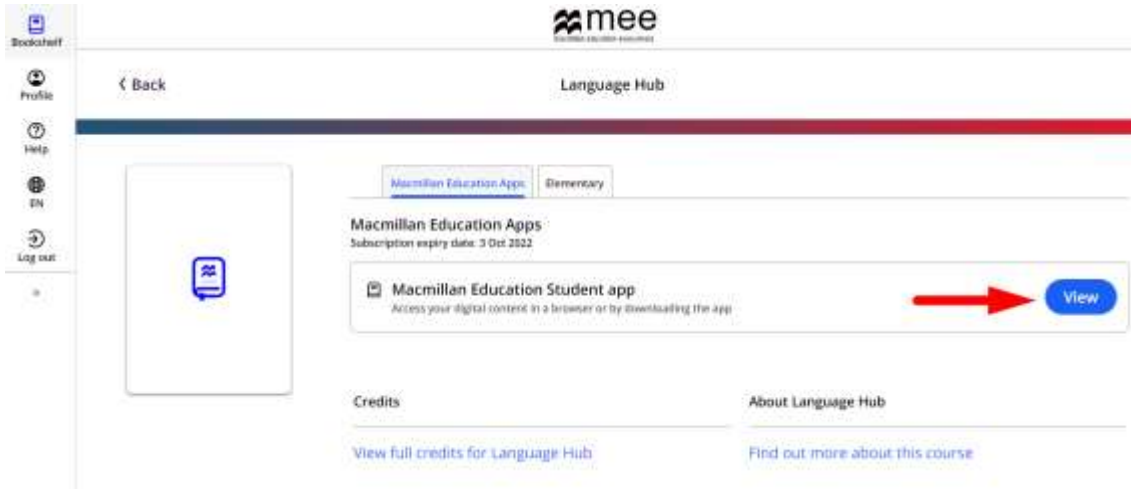 Bookshelf
Profile
Help
EN
Log out
»
mee
MACMILLAN EDUCATION EVERYWHERE
< Back
Language Hub
Macmillan Education Apps
Elementary
Macmillan Education Apps
Subscription expiry date: 3 Oct 2022
Macmillan Education Student app
Access your digital content in a browser or by downloading the app
View
Credits
About Language Hub
View full credits for Language Hub
Find out more about this course